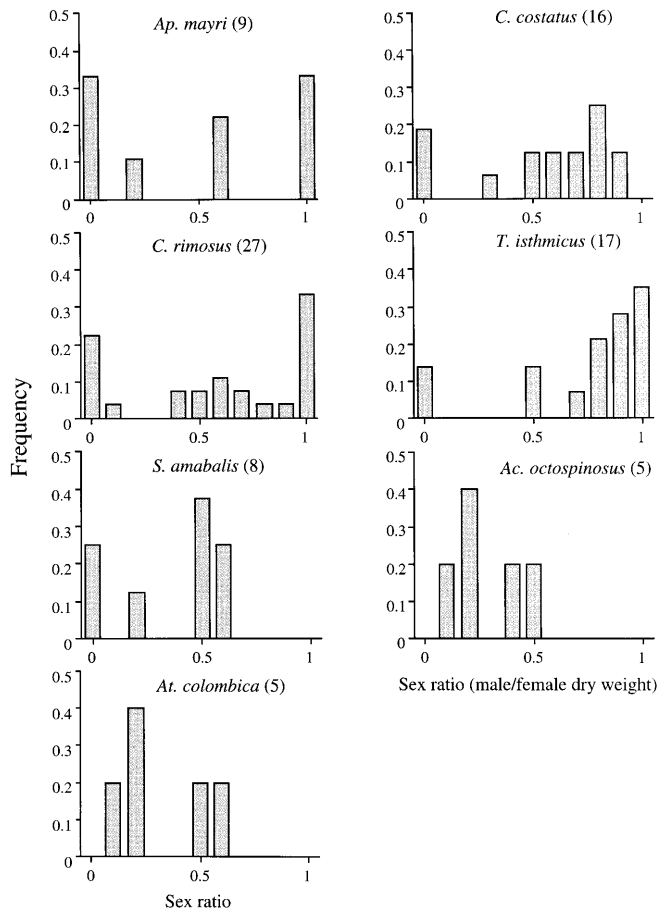 Frequency
Ap. mayri (9)
0.5
0.4
0.3
0.2
0.1
0
0 0.5 1
C. costatus (16)
0.5
0.4
0.3
0.2
0.1
0
0 0.5 1
C. rimosus (27)
0.5
0.4
0.3
0.2
0.1
0
0 0.5 1
T. isthmicus (17)
0.5
0.4
0.3
0.2
0.1
0
0 0.5 1
S. amabalis (8)
0.5
0.4
0.3
0.2
0.1
0
0 0.5 1
Ac. octospinosus (5)
0.5
0.4
0.3
0.2
0.1
0
0 0.5 1
Sex ratio (male/female dry weight)
At. colombica (5)
0.5
0.4
0.3
0.2
0.1
0
0 0.5 1
Sex ratio